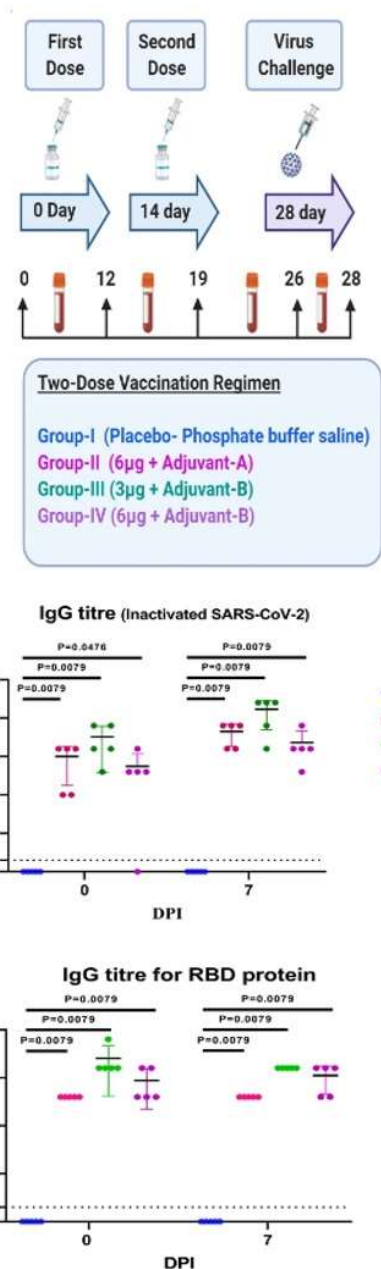 First
Dose
Second
Dose
Virus
Challenge
0 Day
14 day
28 day
0 12 19 26 28
Two-Dose Vaccination Regimen
Group-I (Placebo- Phosphate buffer saline)
Group-II (6µg + Adjuvant-A)
Group-III (3µg + Adjuvant-B)
Group-IV (6µg + Adjuvant-B)
IgG titre (Inactivated SARS-CoV-2)
P=0.0476
P=0.0079
P=0.0079
P=0.0079
P=0.0079
P=0.0079
0 7
DPI
IgG titre for RBD protein
P=0.0079
P=0.0079
P=0.0079
P=0.0079
P=0.0079
P=0.0079
0 7
DPI